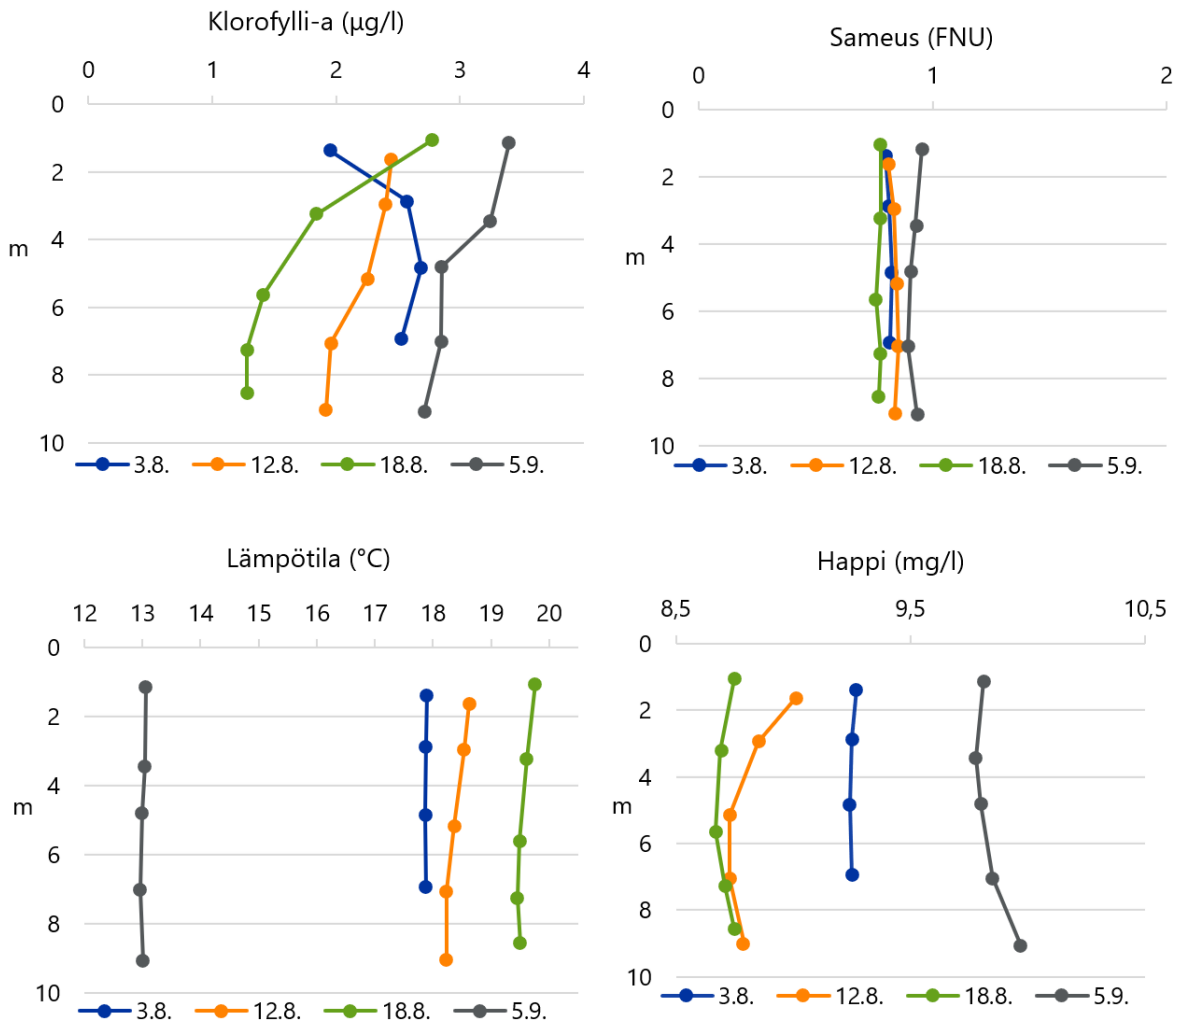 Klorofylli-a (µg/l)
0 1 2 3 4
0
2
4
6
8
10
m
3.8. 12.8. 18.8. 5.9.
Sameus (FNU)
0 1 2
0
2
4
6
8
10
m
3.8. 12.8. 18.8. 5.9.
Lämpötila (°C)
12 13 14 15 16 17 18 19 20
0
2
4
6
8
10
m
3.8. 12.8. 18.8. 5.9.
Happi (mg/l)
8,5 9,5 10,5
0
2
4
6
8
10
m
3.8. 12.8. 18.8. 5.9.